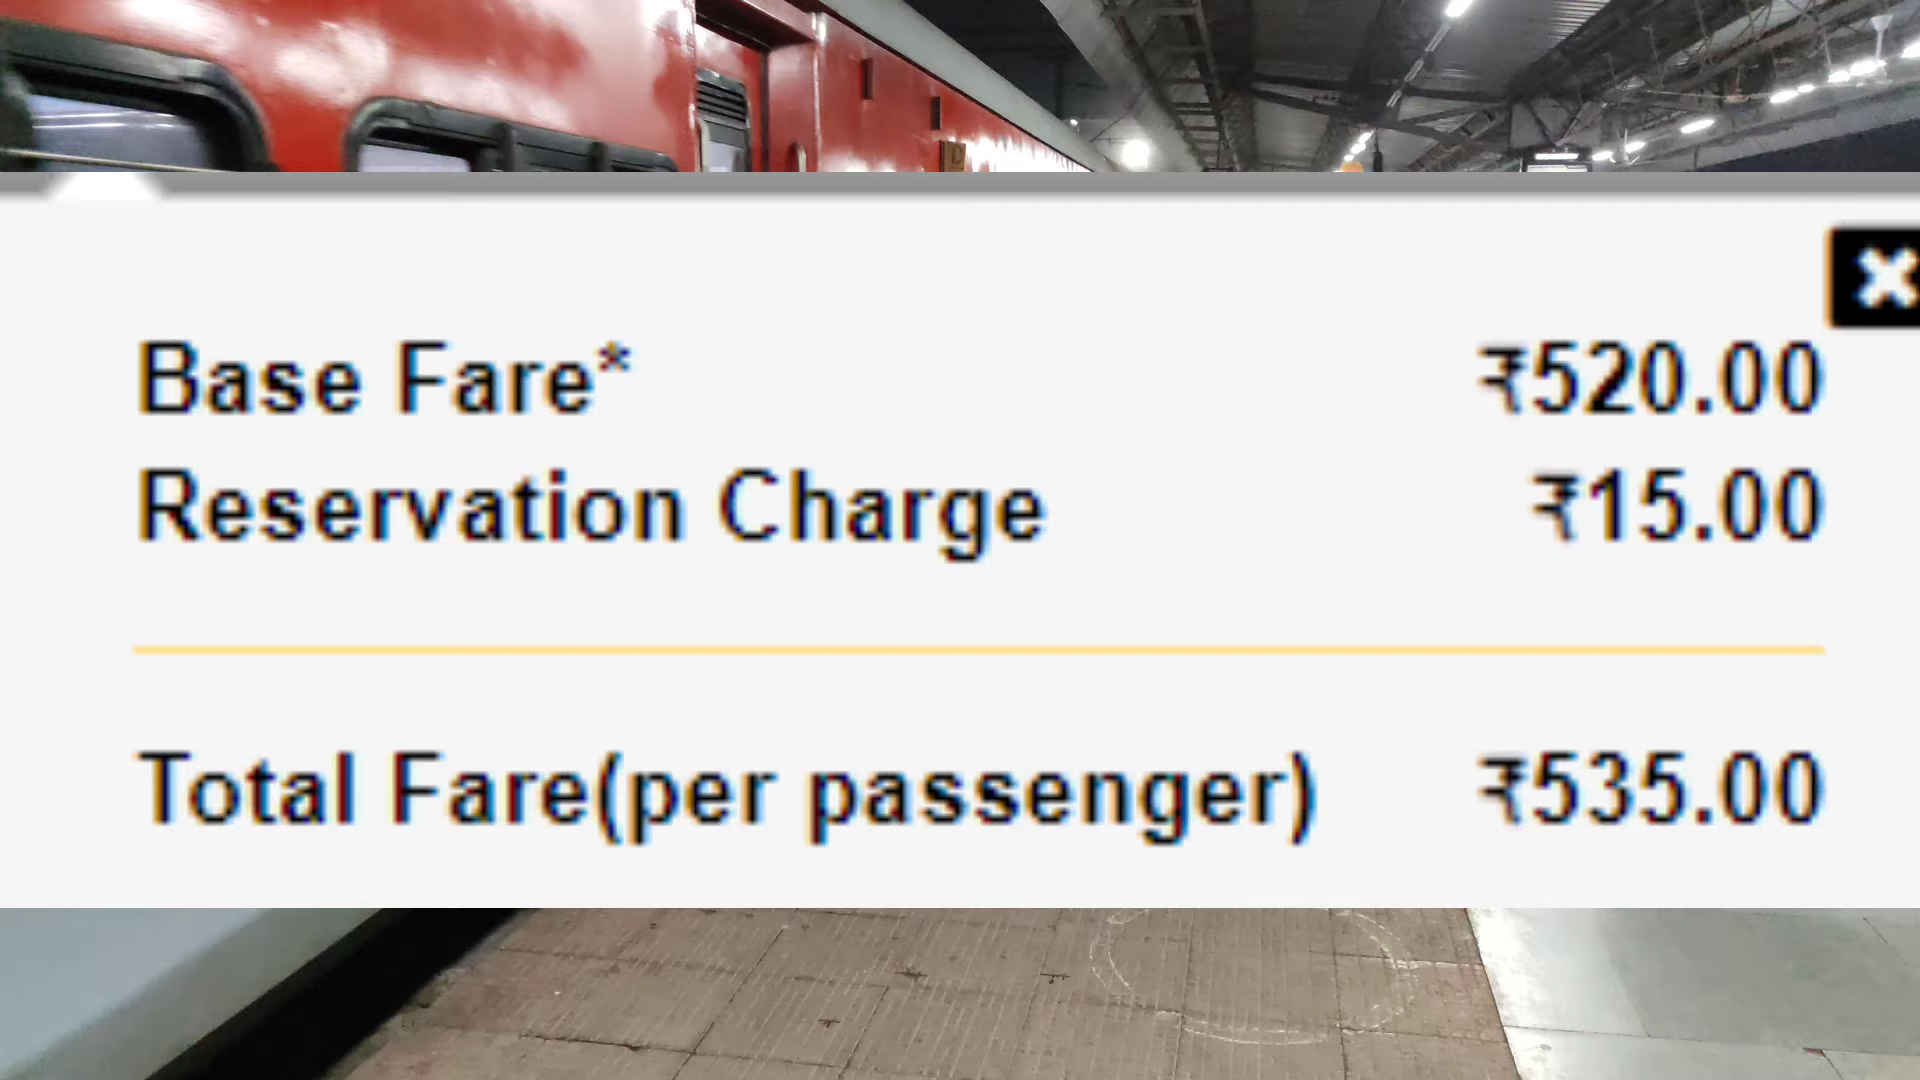 Base Fare* ₹520.00
Reservation Charge ₹15.00
Total Fare(per passenger) ₹535.00